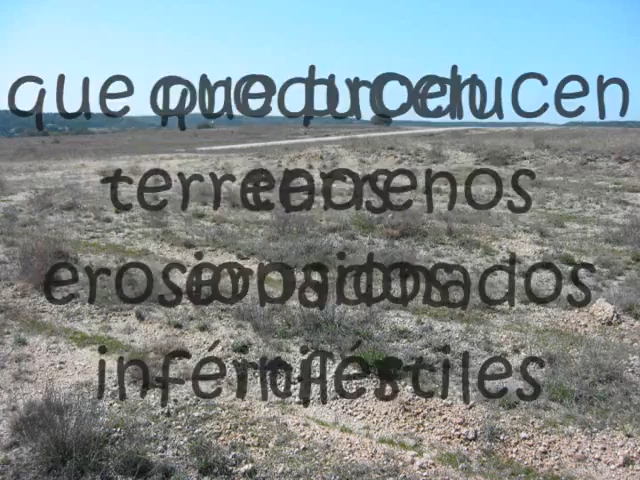 que producen
terrenos
erosionados
infértiles